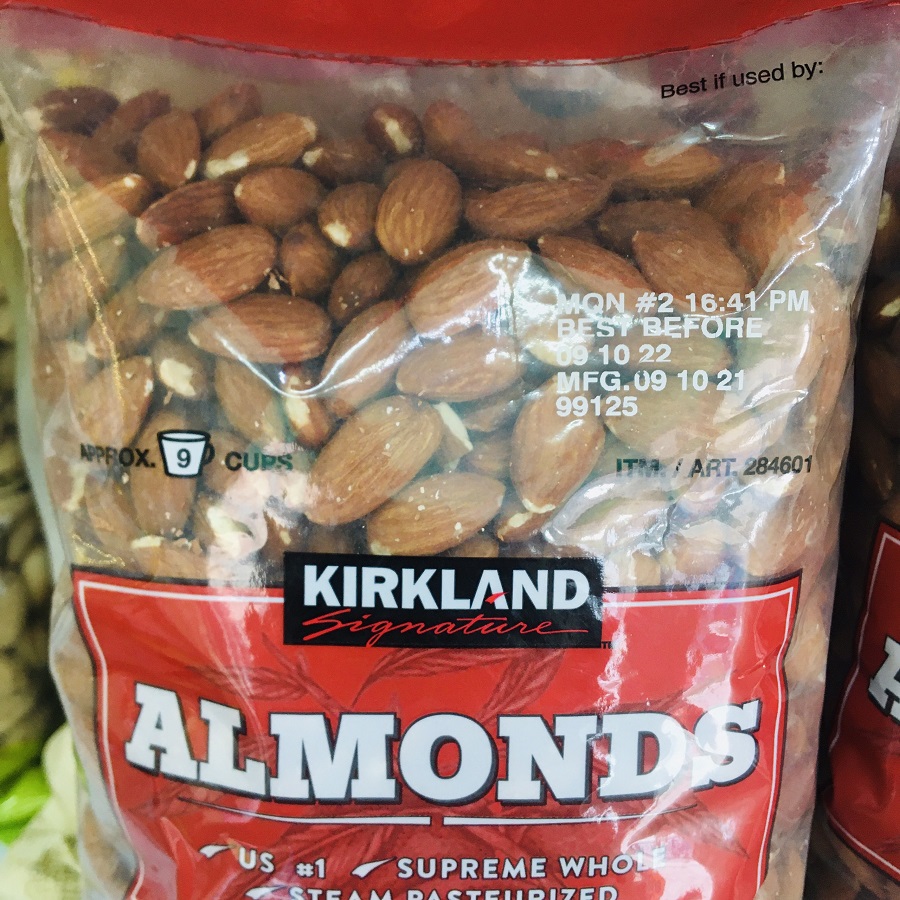 Best if used by:
MON #2 16:41 PM
BEST BEFORE
09 10 22
MFG. 09 10 21
99125
APPROX. 9 CUPS
ITM. / ART. 284601
KIRKLAND
Signature
ALMONDS
US #1 SUPREME WHOLE
STEAM PASTEURIZED